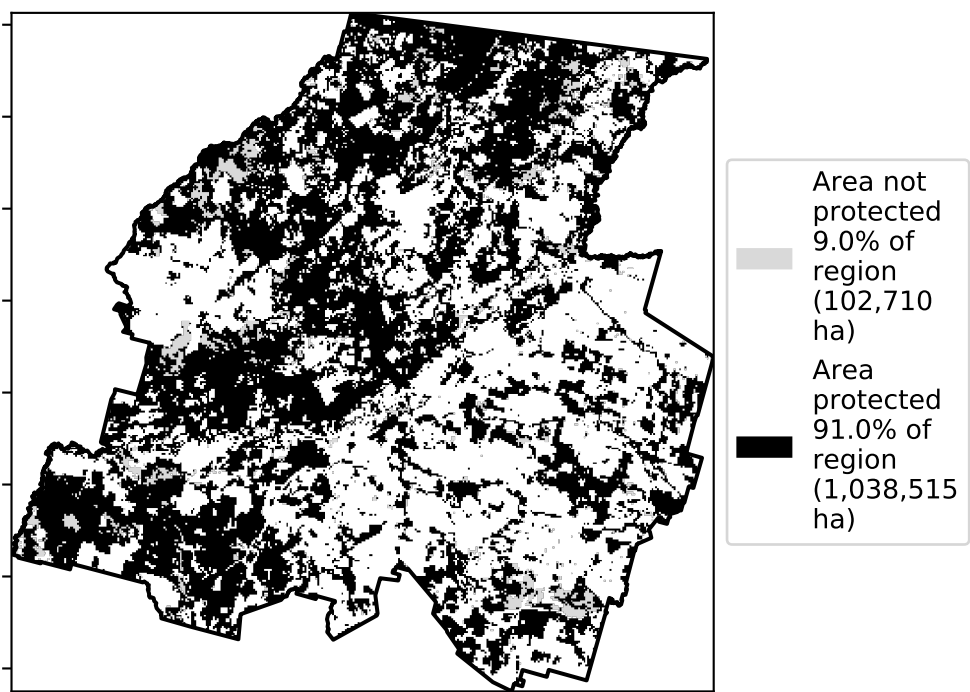 Area not
protected
9.0% of
region
(102,710
ha)
Area
protected
91.0% of
region
(1,038,515
ha)